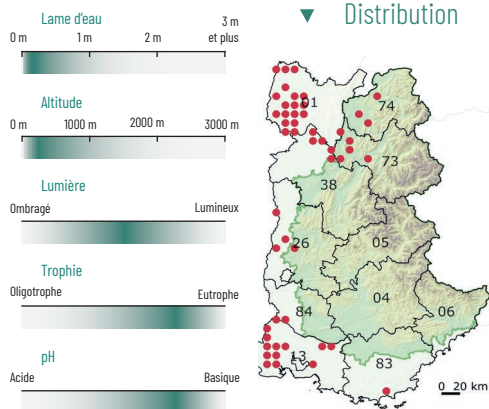 Lame d'eau
0 m 1 m 2 m 3 m
et plus
Altitude
0 m 1000 m 2000 m 3000 m
Lumière
Ombragé Lumineux
Trophie
Oligotrophe Eutrophe
pH
Acide Basique
▼ Distribution
01
74
73
38
26
05
04
84
06
13
83
0 20 km